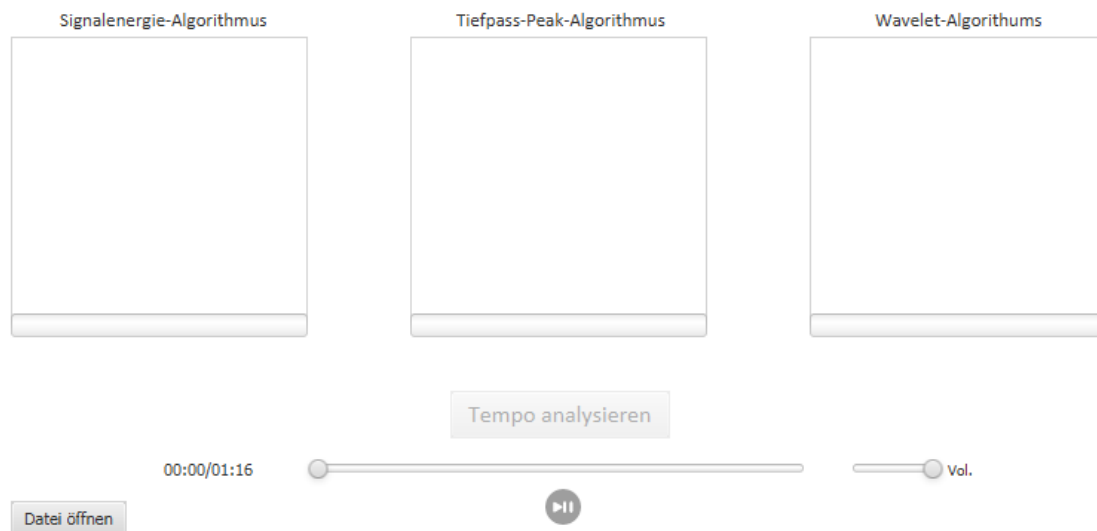 Signalenergie-Algorithmus
Tiefpass-Peak-Algorithmus
Wavelet-Algorithums
Tempo analysieren
00:00/01:16
Vol.
Datei öffnen